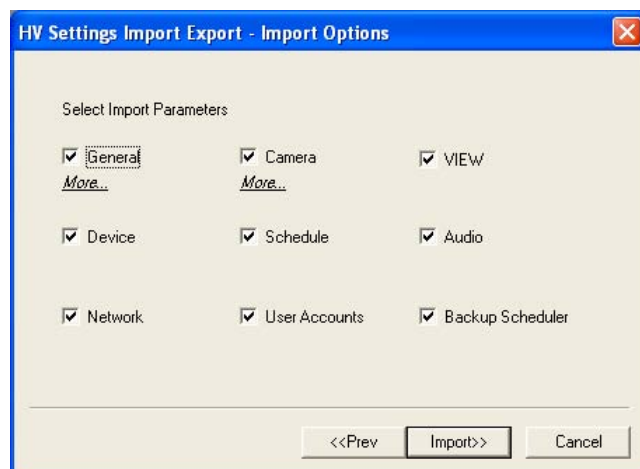 HV Settings Import Export - Import Options
Select Import Parameters
General
Camera
VIEW
More...
More...
Device
Schedule
Audio
Network
User Accounts
Backup Scheduler
<<Prev
Import>>
Cancel